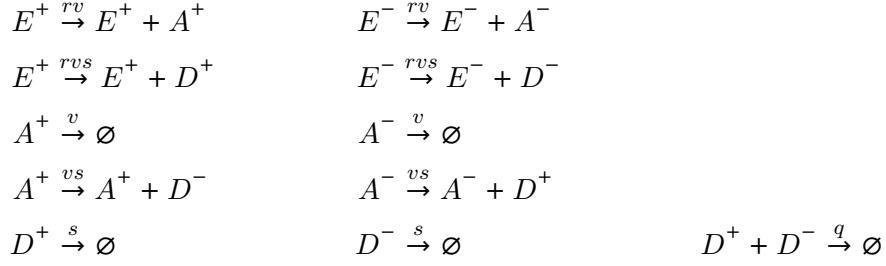 E⁺ →^{rv} E⁺ + A⁺    E⁻ →^{rv} E⁻ + A⁻
E⁺ →^{rvs} E⁺ + D⁺    E⁻ →^{rvs} E⁻ + D⁻
A⁺ →^{v} ∅    A⁻ →^{v} ∅
A⁺ →^{vs} A⁺ + D⁻    A⁻ →^{vs} A⁻ + D⁺
D⁺ →^{s} ∅    D⁻ →^{s} ∅    D⁺ + D⁻ →^{q} ∅